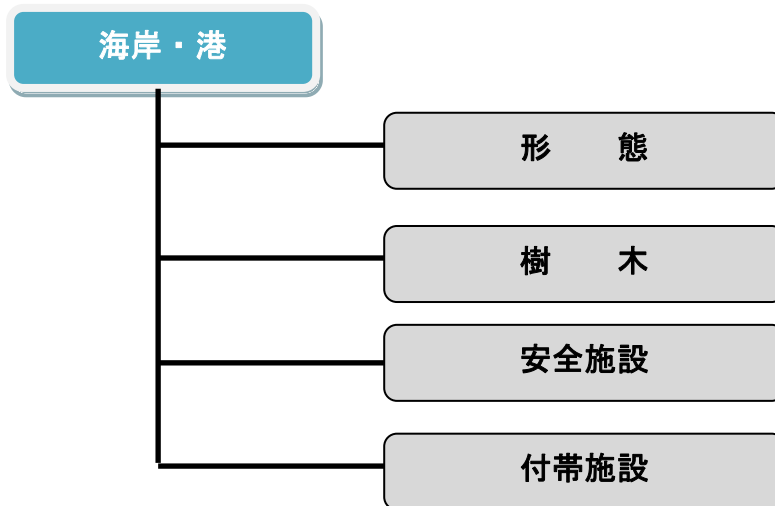 海岸・港
形　　態
樹　　木
安全施設
付帯施設